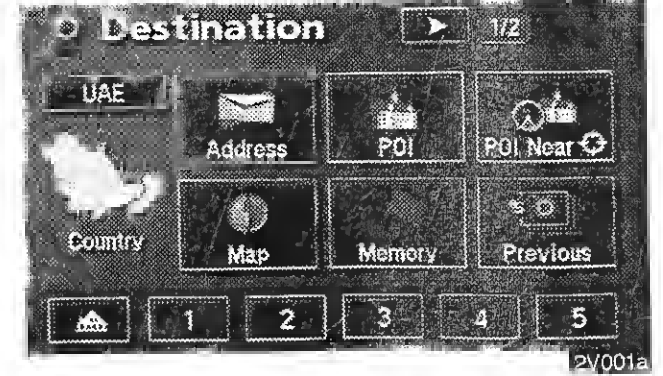 Destination 1/2
UAE
Address POI POI Near
Country
Map Memory Previous
1 2 3 4 5
2V001a